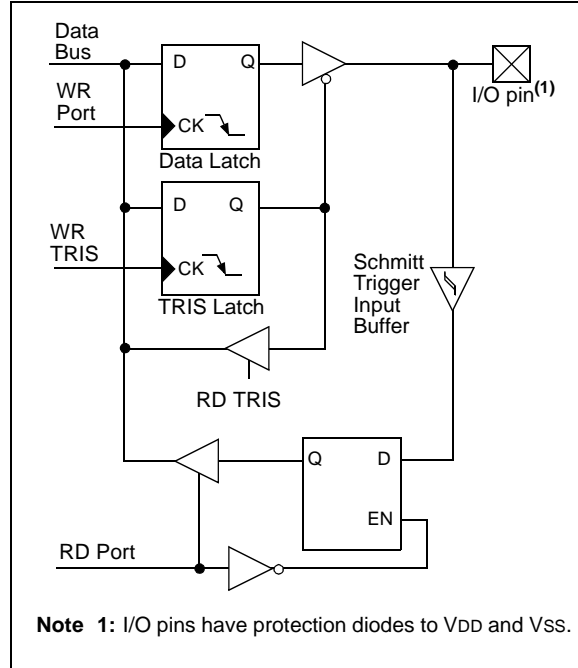 Data
Bus
D Q
WR
Port
I/O pin(1)
CK
Data Latch
D Q
WR
TRIS
CK
TRIS Latch
Schmitt
Trigger
Input
Buffer
RD TRIS
Q D
EN
RD Port
Note 1: I/O pins have protection diodes to VDD and VSS.